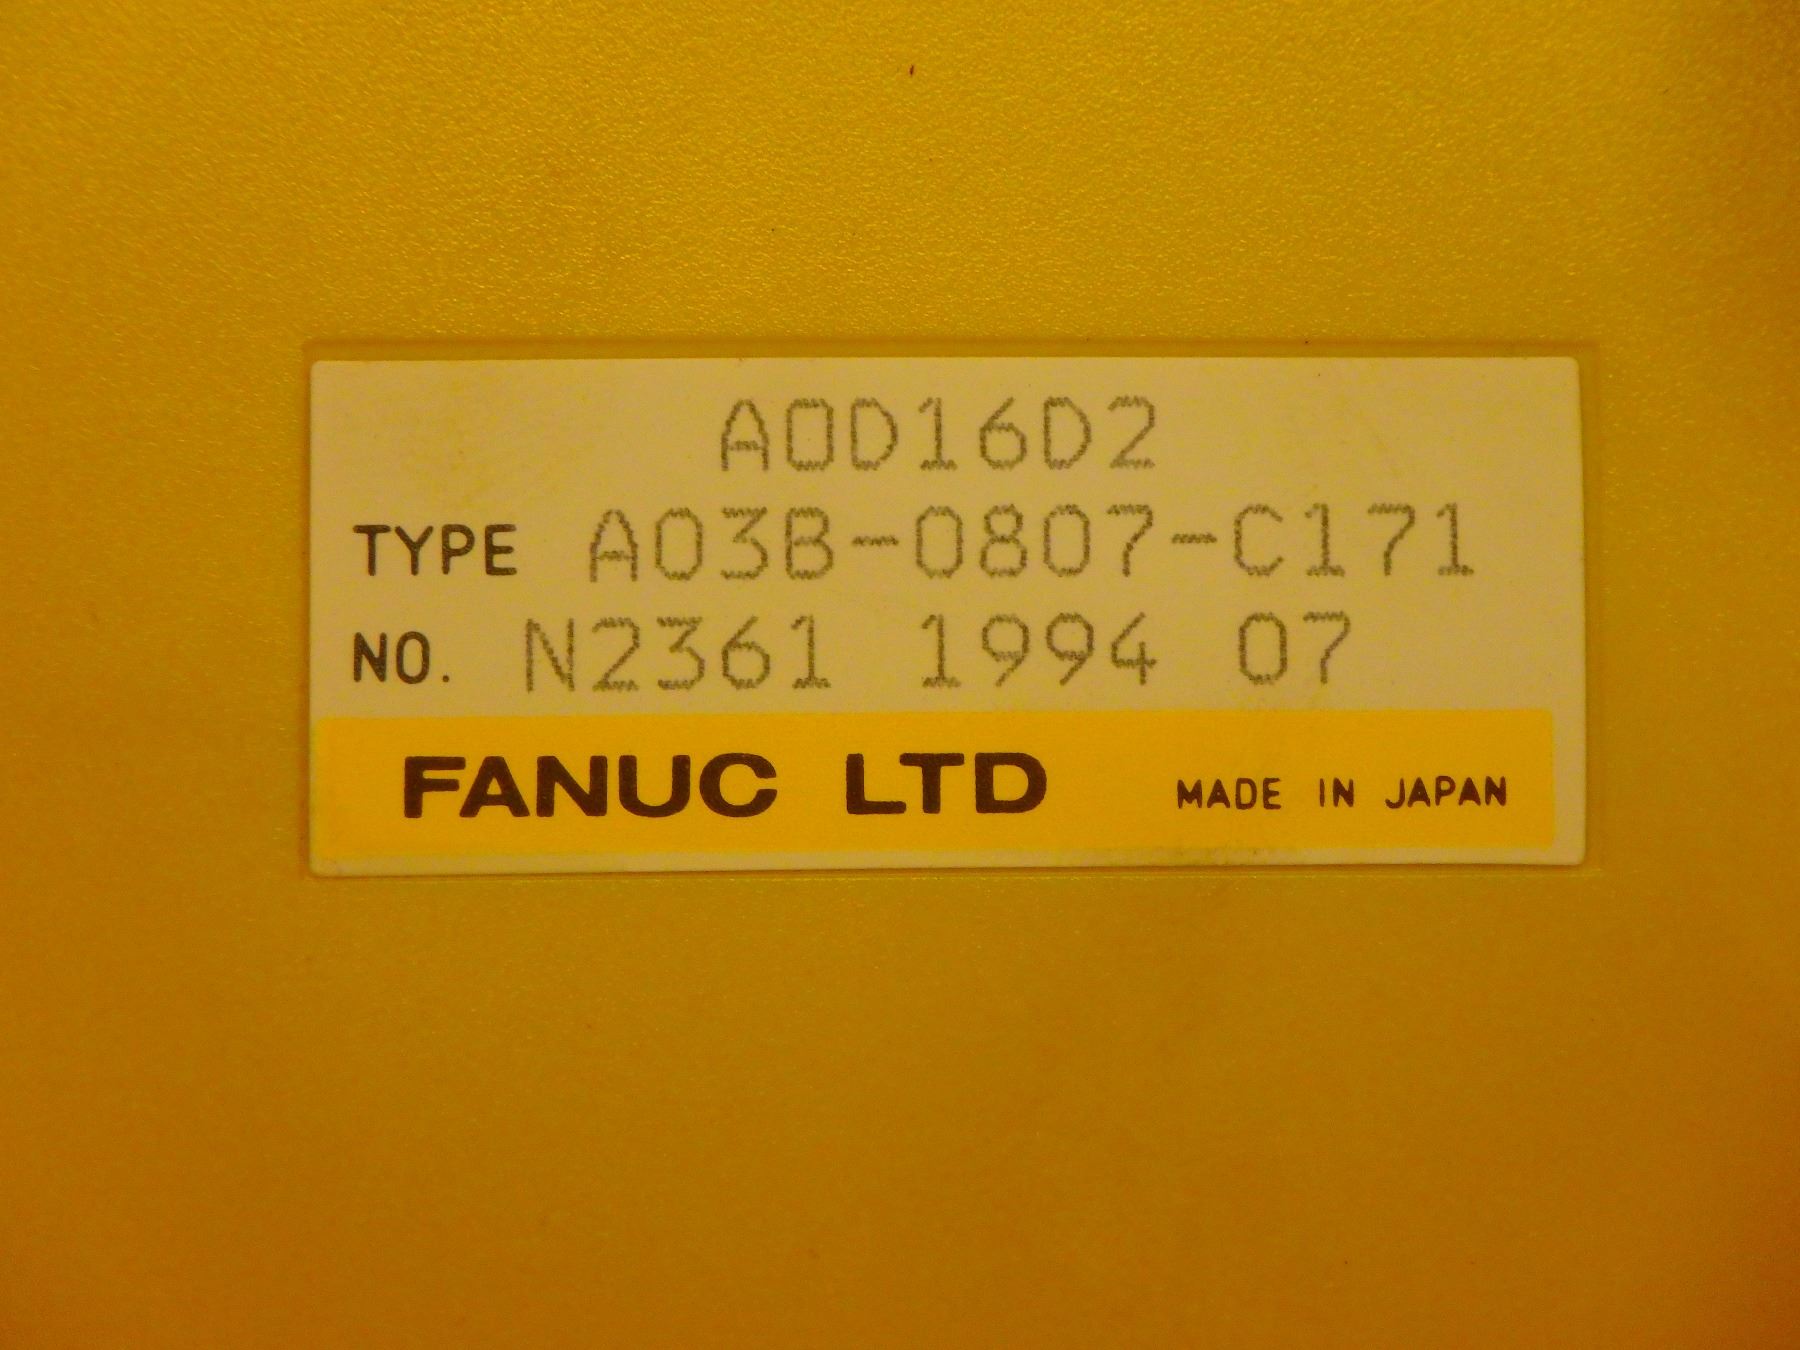 AOD16D2
TYPE A03B-0807-C171
NO. N2361 1994 07
FANUC LTD MADE IN JAPAN